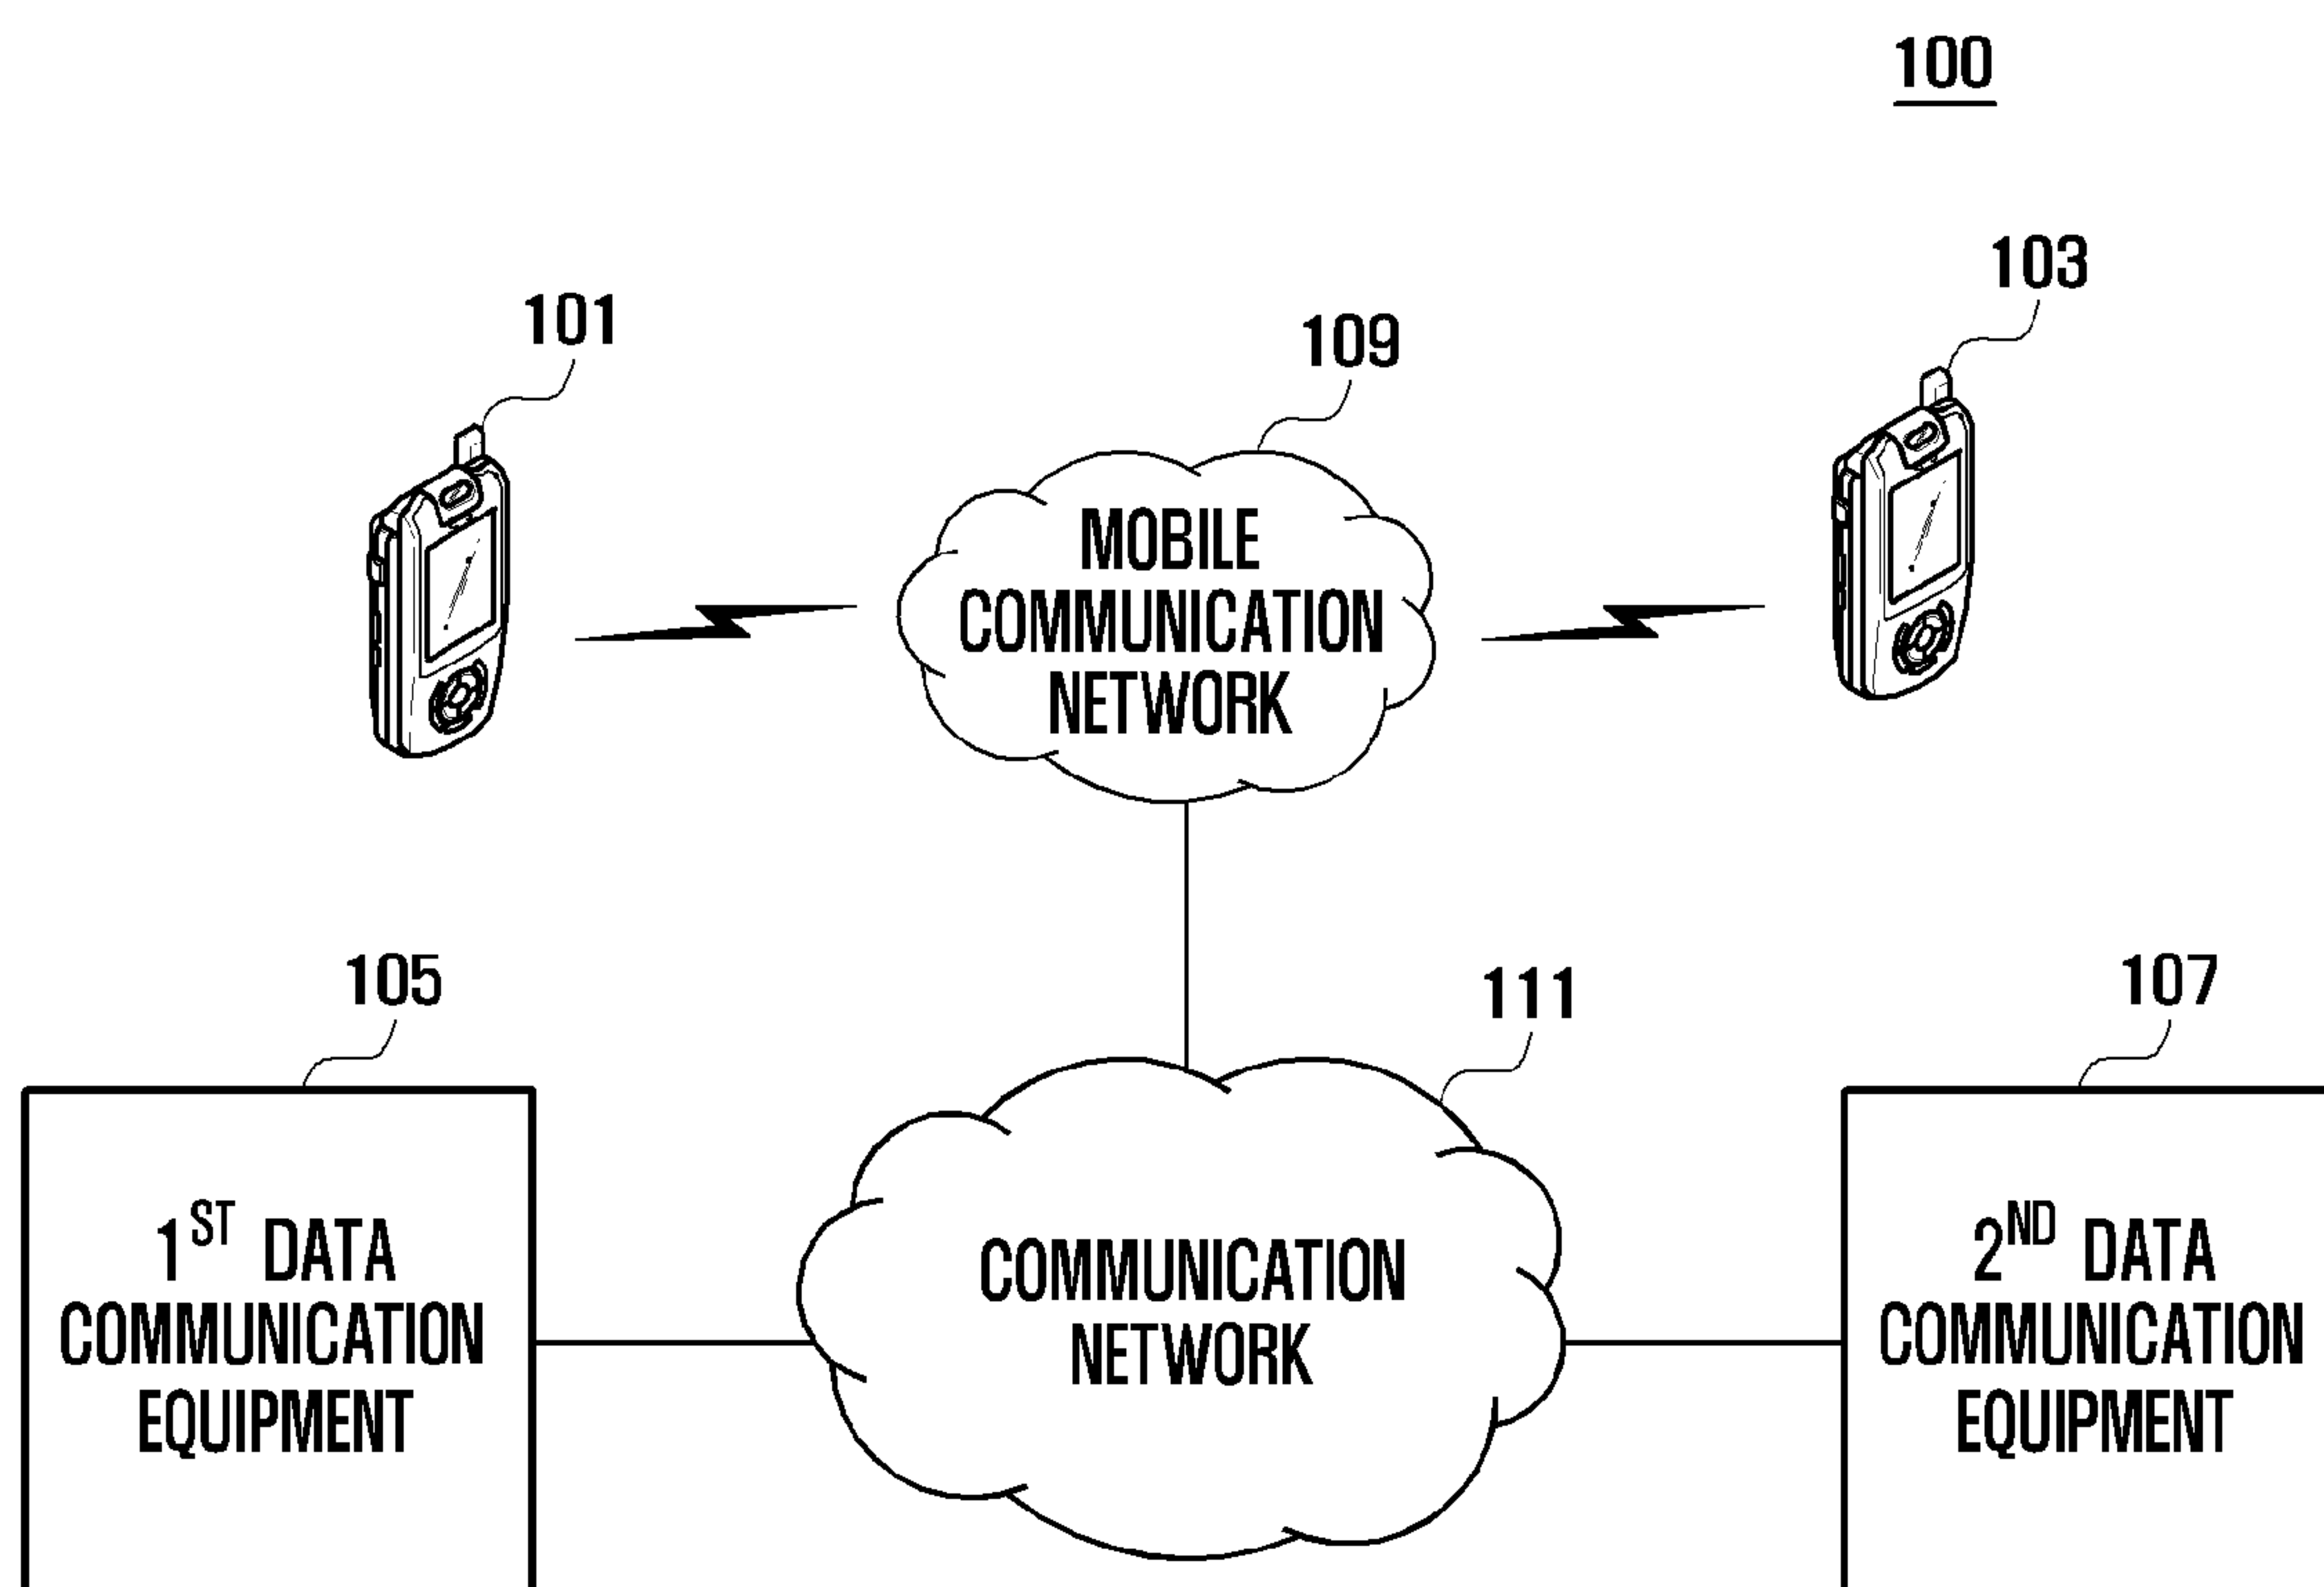 100
101
109
103
MOBILE
COMMUNICATION
NETWORK
105
111
107
1ST DATA
COMMUNICATION
EQUIPMENT
COMMUNICATION
NETWORK
2ND DATA
COMMUNICATION
EQUIPMENT